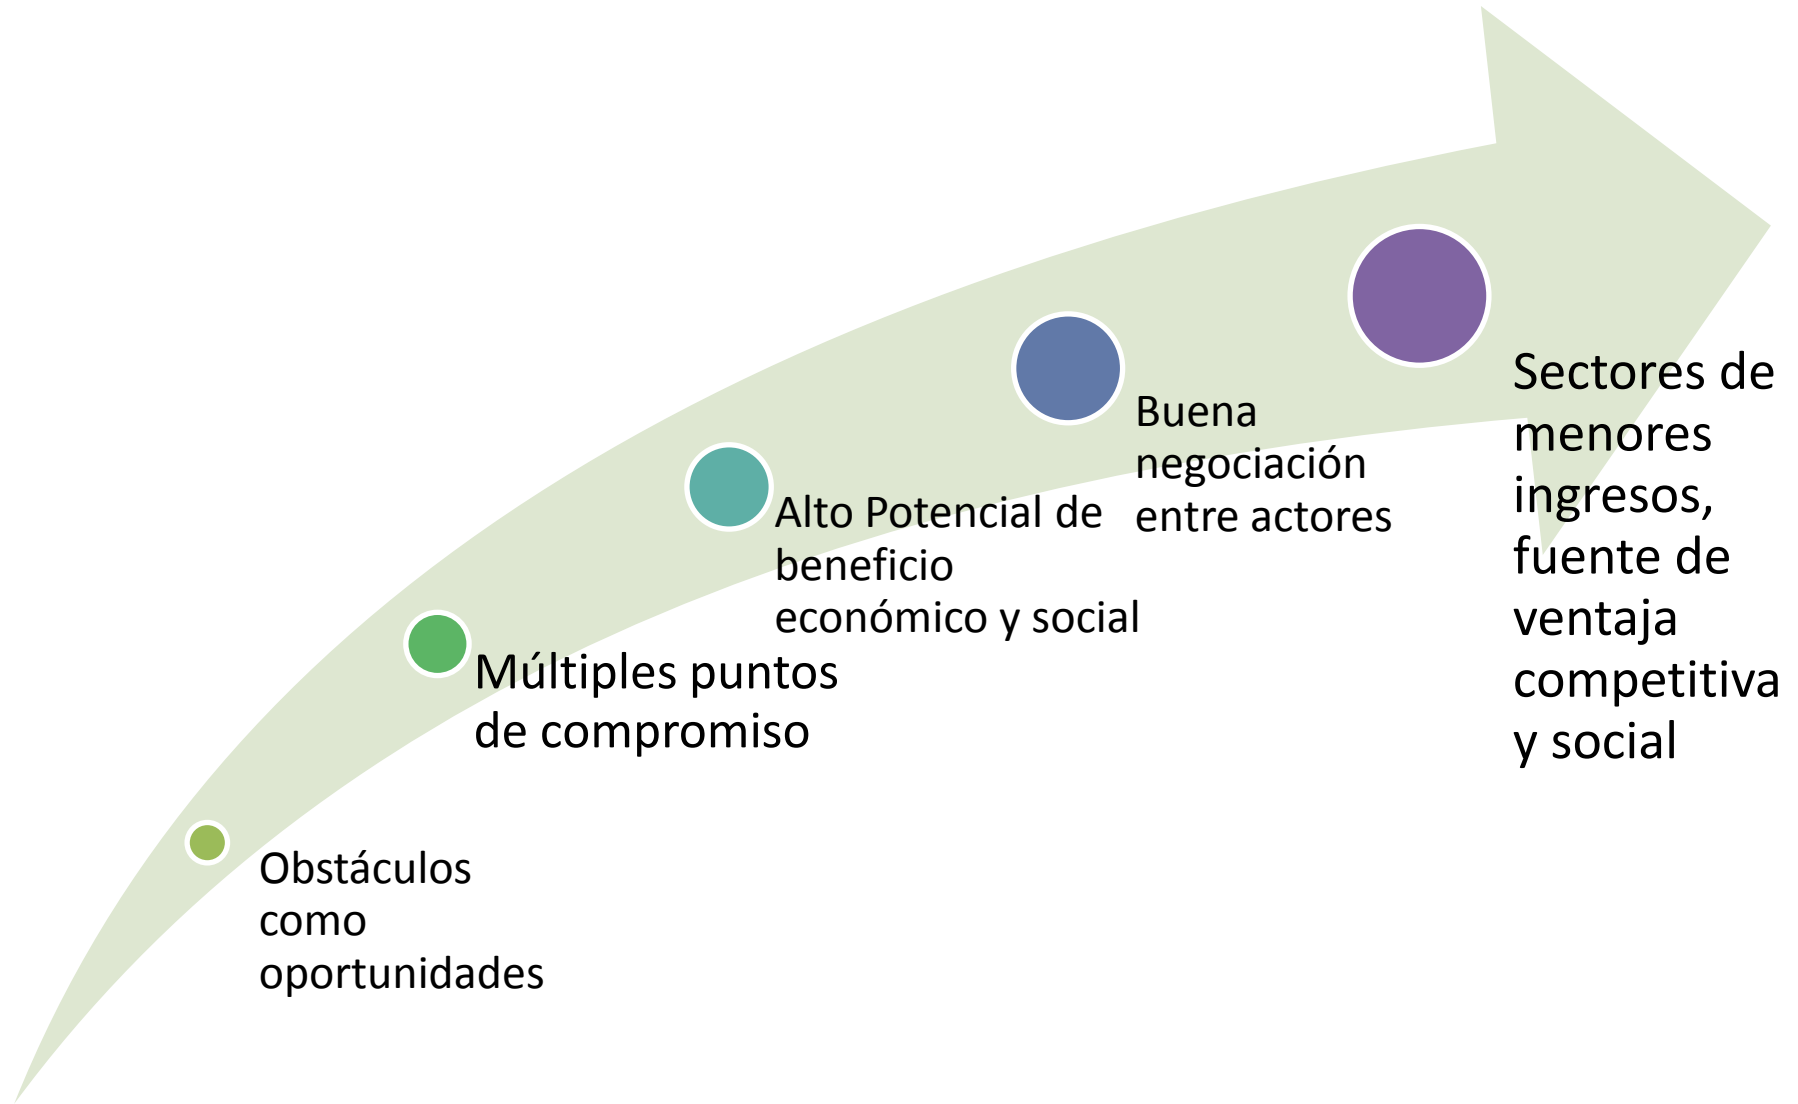 Obstáculos
como
oportunidades
Múltiples puntos
de compromiso
Alto Potencial de
beneficio
económico y social
Buena
negociación
entre actores
Sectores de
menores
ingresos,
fuente de
ventaja
competitiva
y social